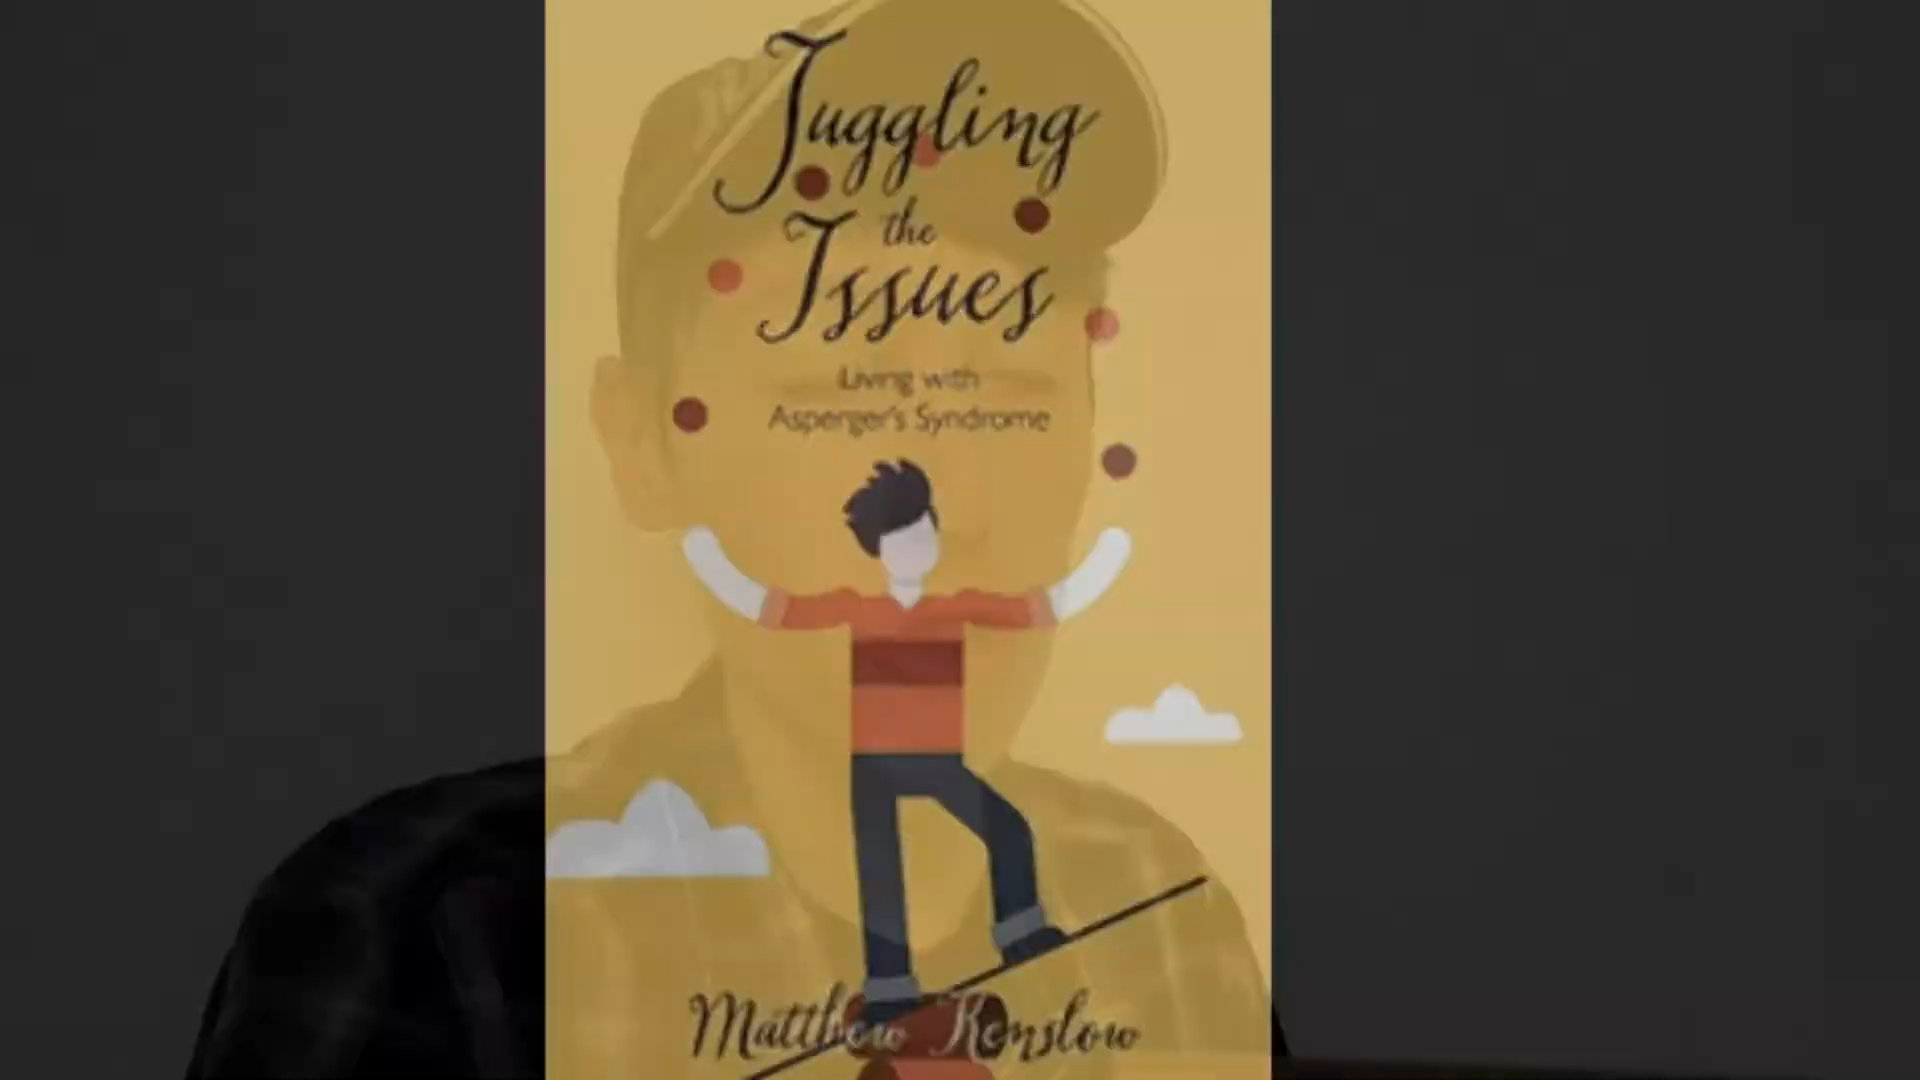 Juggling
the
Issues
Living with
Asperger's Syndrome
Matthew Kenslow